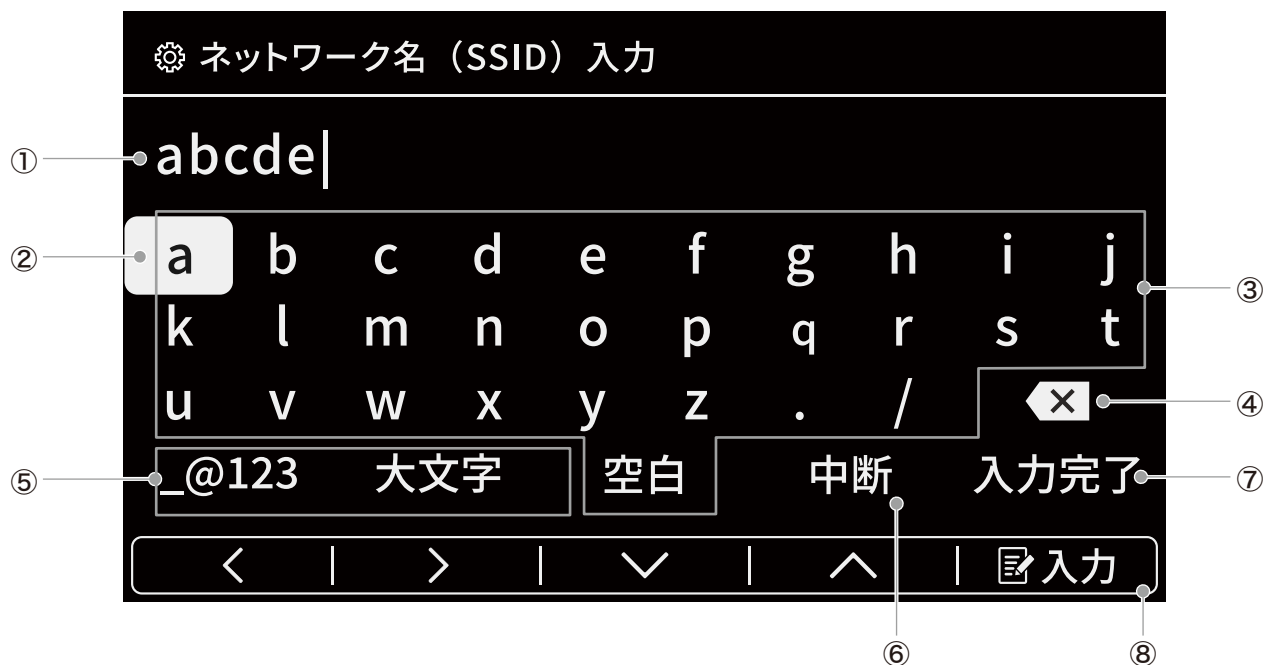 ネットワーク名（SSID）入力
① abcde
② a b c d e f g h i j ③
k l m n o p q r s t
u v w x y z . / ④
⑤ _@123 大文字 空白 中断 入力完了 ⑦
< > ∨ ∧ 入力
⑥ ⑧